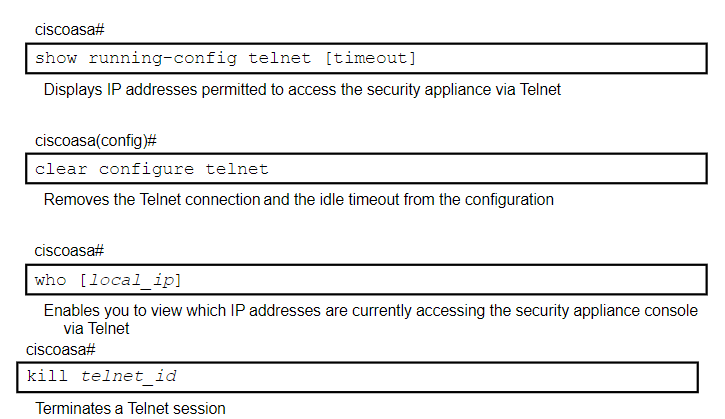 ciscoasa#
show running-config telnet [timeout]
Displays IP addresses permitted to access the security appliance via Telnet
ciscoasa(config)#
clear configure telnet
Removes the Telnet connection and the idle timeout from the configuration
ciscoasa#
who [local_ip]
Enables you to view which IP addresses are currently accessing the security appliance console
via Telnet
ciscoasa#
kill telnet_id
Terminates a Telnet session